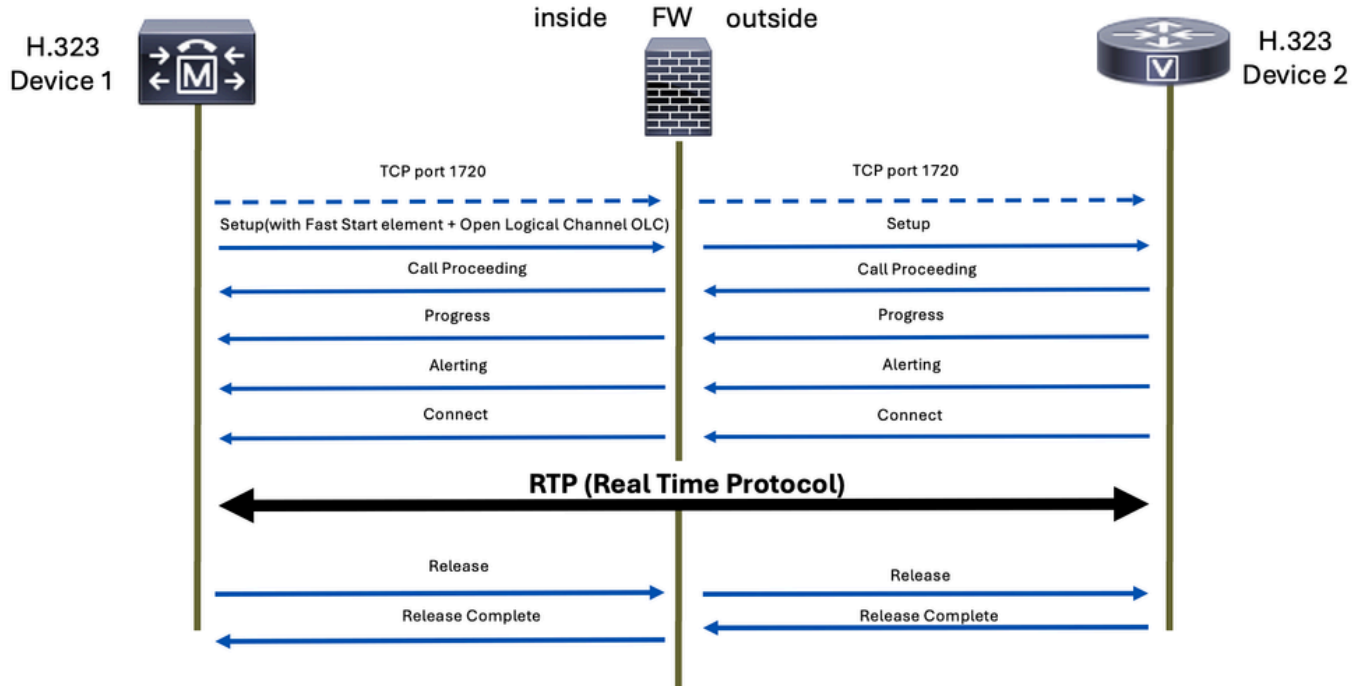 inside FW outside
H.323
Device 1
M
V
H.323
Device 2
TCP port 1720
TCP port 1720
Setup(with Fast Start element + Open Logical Channel OLC)
Setup
Call Proceeding
Call Proceeding
Progress
Progress
Alerting
Alerting
Connect
Connect
RTP (Real Time Protocol)
Release
Release
Release Complete
Release Complete